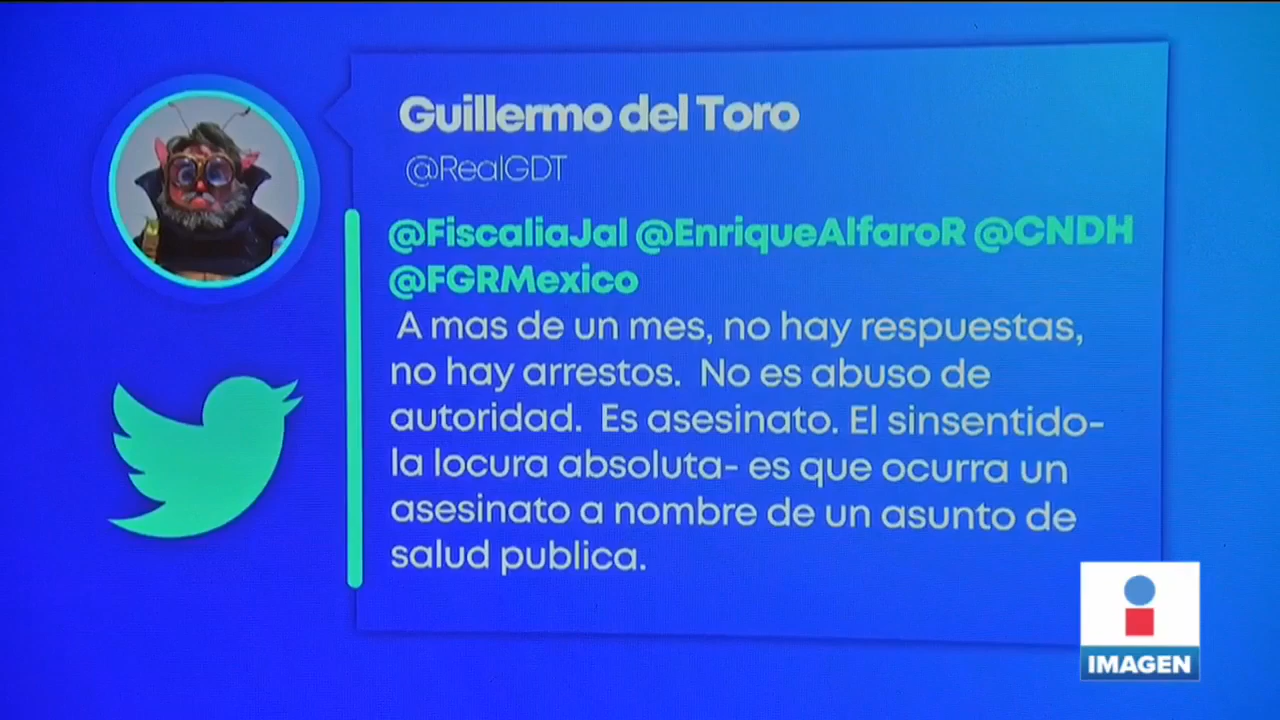 Guillermo del Toro
@RealGDT
@FiscaliaJal @EnriqueAlfaroR @CNDH
@FGRMexico
A mas de un mes, no hay respuestas,
no hay arrestos. No es abuso de
autoridad. Es asesinato. El sinsentido-
la locura absoluta- es que ocurra un
asesinato a nombre de un asunto de
salud publica.
IMAGEN